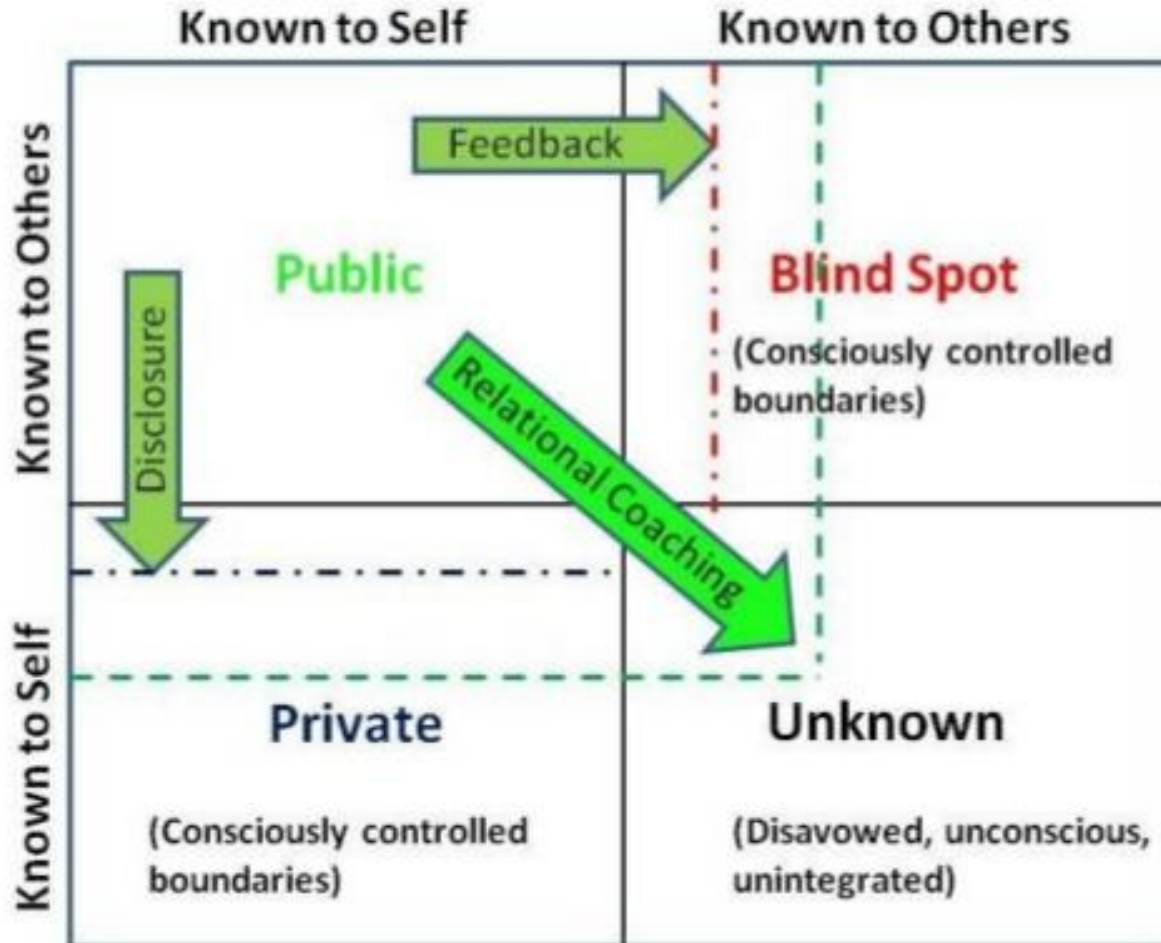 Known to Self
Known to Others
Known to Others
Feedback
Public
Blind Spot
(Consciously controlled
boundaries)
Disclosure
Relational Coaching
Known to Self
Private
Unknown
(Consciously controlled
boundaries)
(Disavowed, unconscious,
unintegrated)